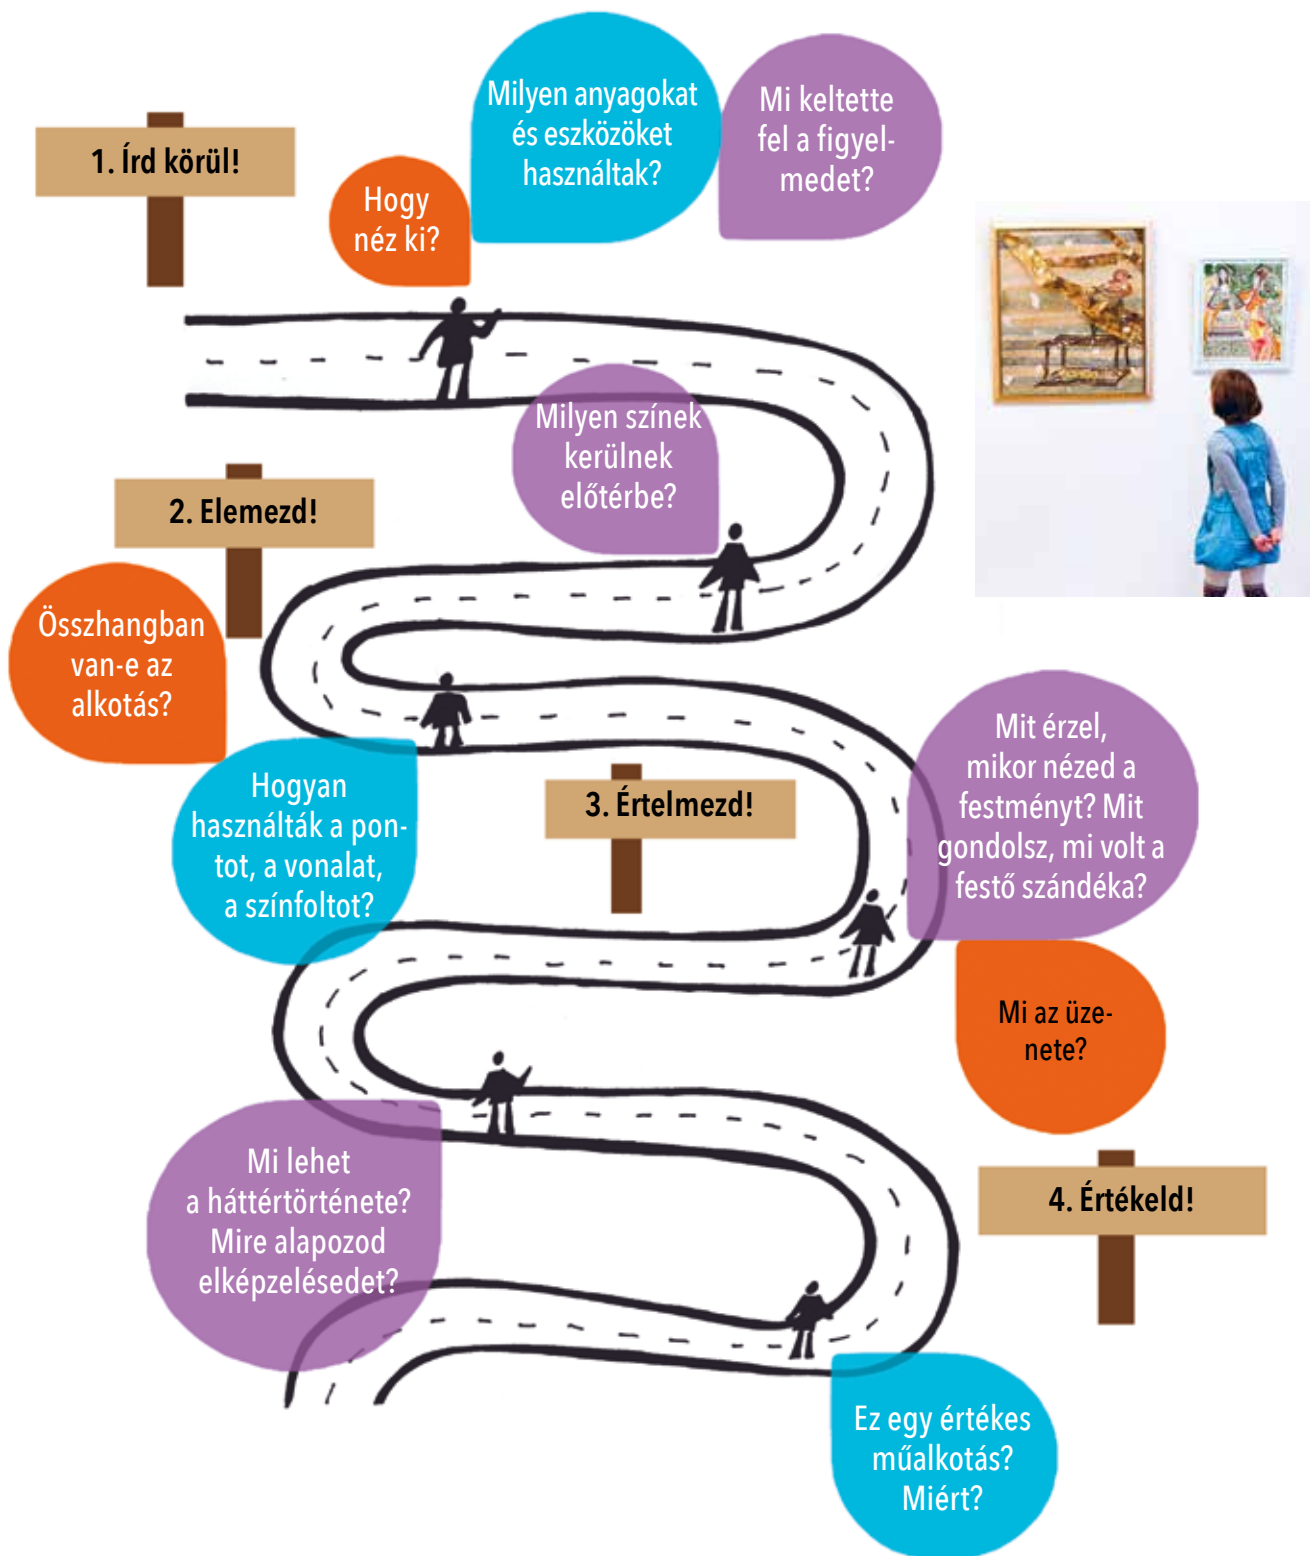 1. Írd körül!
Hogy
néz ki?
Milyen anyagokat
és eszközöket
használtak?
Mi keltette
fel a figyel-
medet?
Milyen színek
kerülnek
előtérbe?
2. Elemezd!
Összhangban
van-e az
alkotás?
Hogyan
használták a pon-
tot, a vonalat,
a színfoltot?
3. Értelmezd!
Mit érzel,
mikor nézed a
festményt? Mit
gondolsz, mi volt a
festő szándéka?
Mi az üze-
nete?
Mi lehet
a háttértörténete?
Mire alapozod
elképzelésedet?
4. Értékeld!
Ez egy értékes
műalkotás?
Miért?